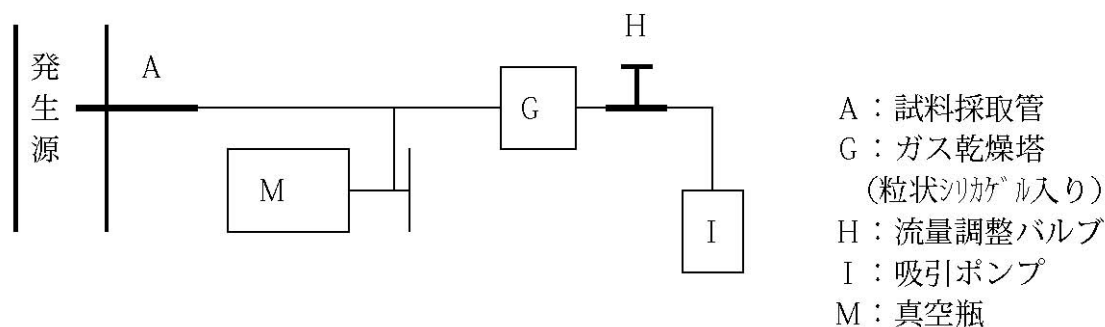 発生源
A
H
G
M
I
A：試料採取管
G：ガス乾燥塔
（粒状ｼﾘｶｹﾞﾙ入り）
H：流量調整バルブ
I：吸引ポンプ
M：真空瓶